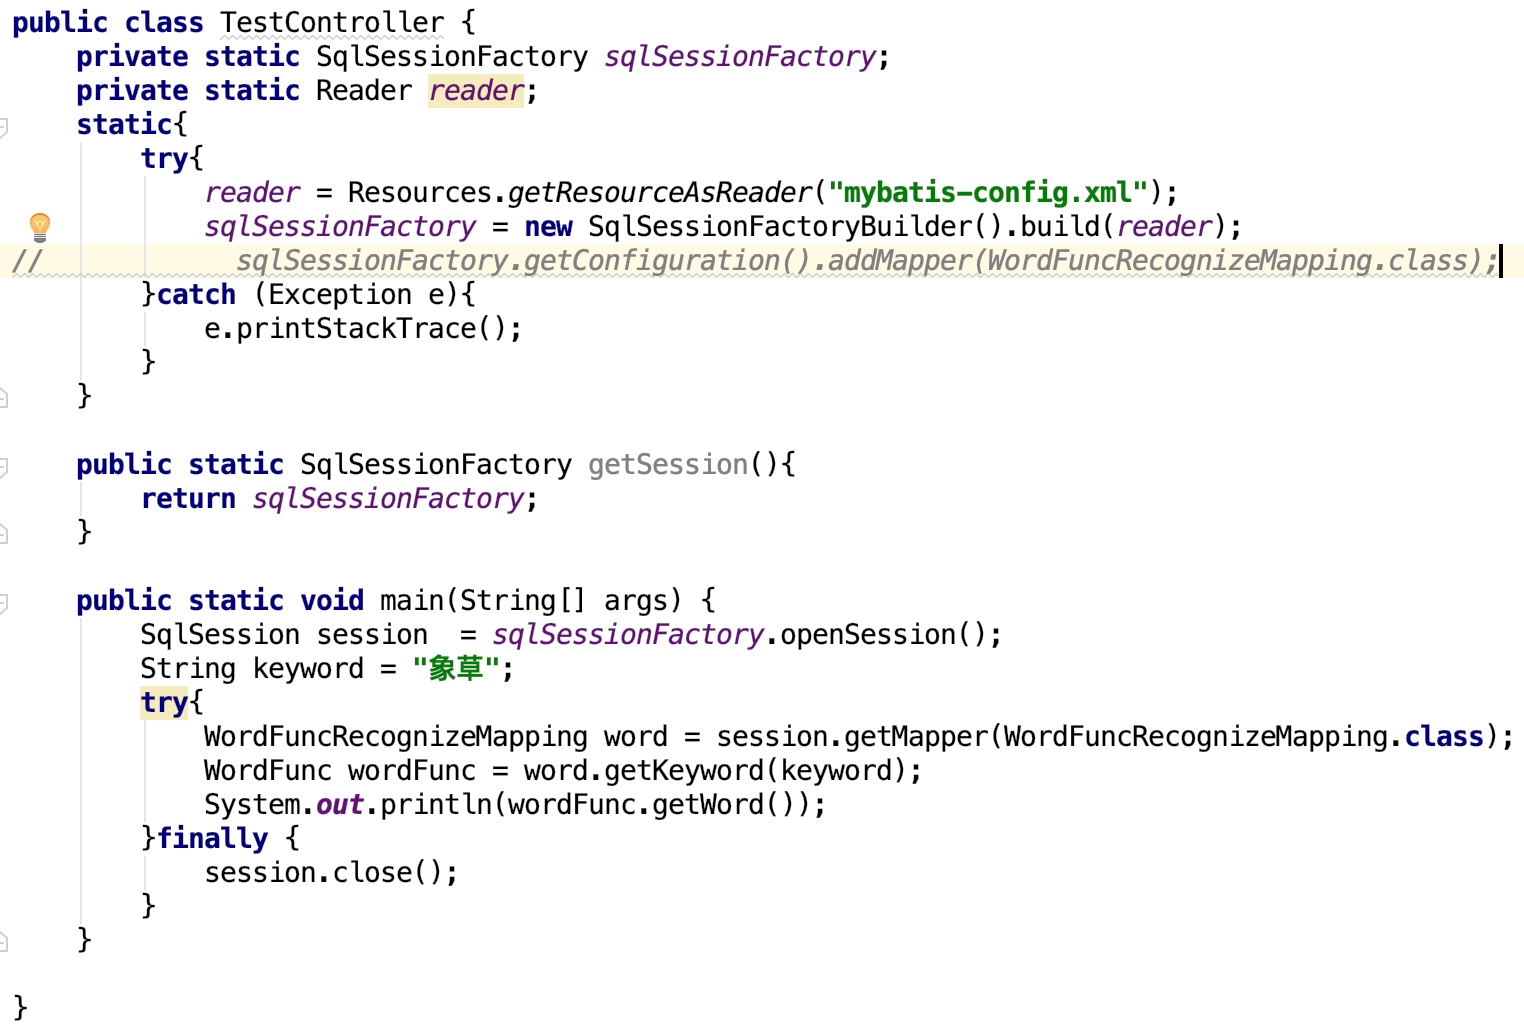 public class TestController {
    private static SqlSessionFactory sqlSessionFactory;
    private static Reader reader;
    static{
        try{
            reader = Resources.getResourceAsReader("mybatis-config.xml");
            sqlSessionFactory = new SqlSessionFactoryBuilder().build(reader);
//            sqlSessionFactory.getConfiguration().addMapper(WordFuncRecognizeMapping.class);
        }catch (Exception e){
            e.printStackTrace();
        }
    }

    public static SqlSessionFactory getSession(){
        return sqlSessionFactory;
    }

    public static void main(String[] args) {
        SqlSession session  = sqlSessionFactory.openSession();
        String keyword = "象草";
        try{
            WordFuncRecognizeMapping word = session.getMapper(WordFuncRecognizeMapping.class);
            WordFunc wordFunc = word.getKeyword(keyword);
            System.out.println(wordFunc.getWord());
        }finally {
            session.close();
        }
    }

}